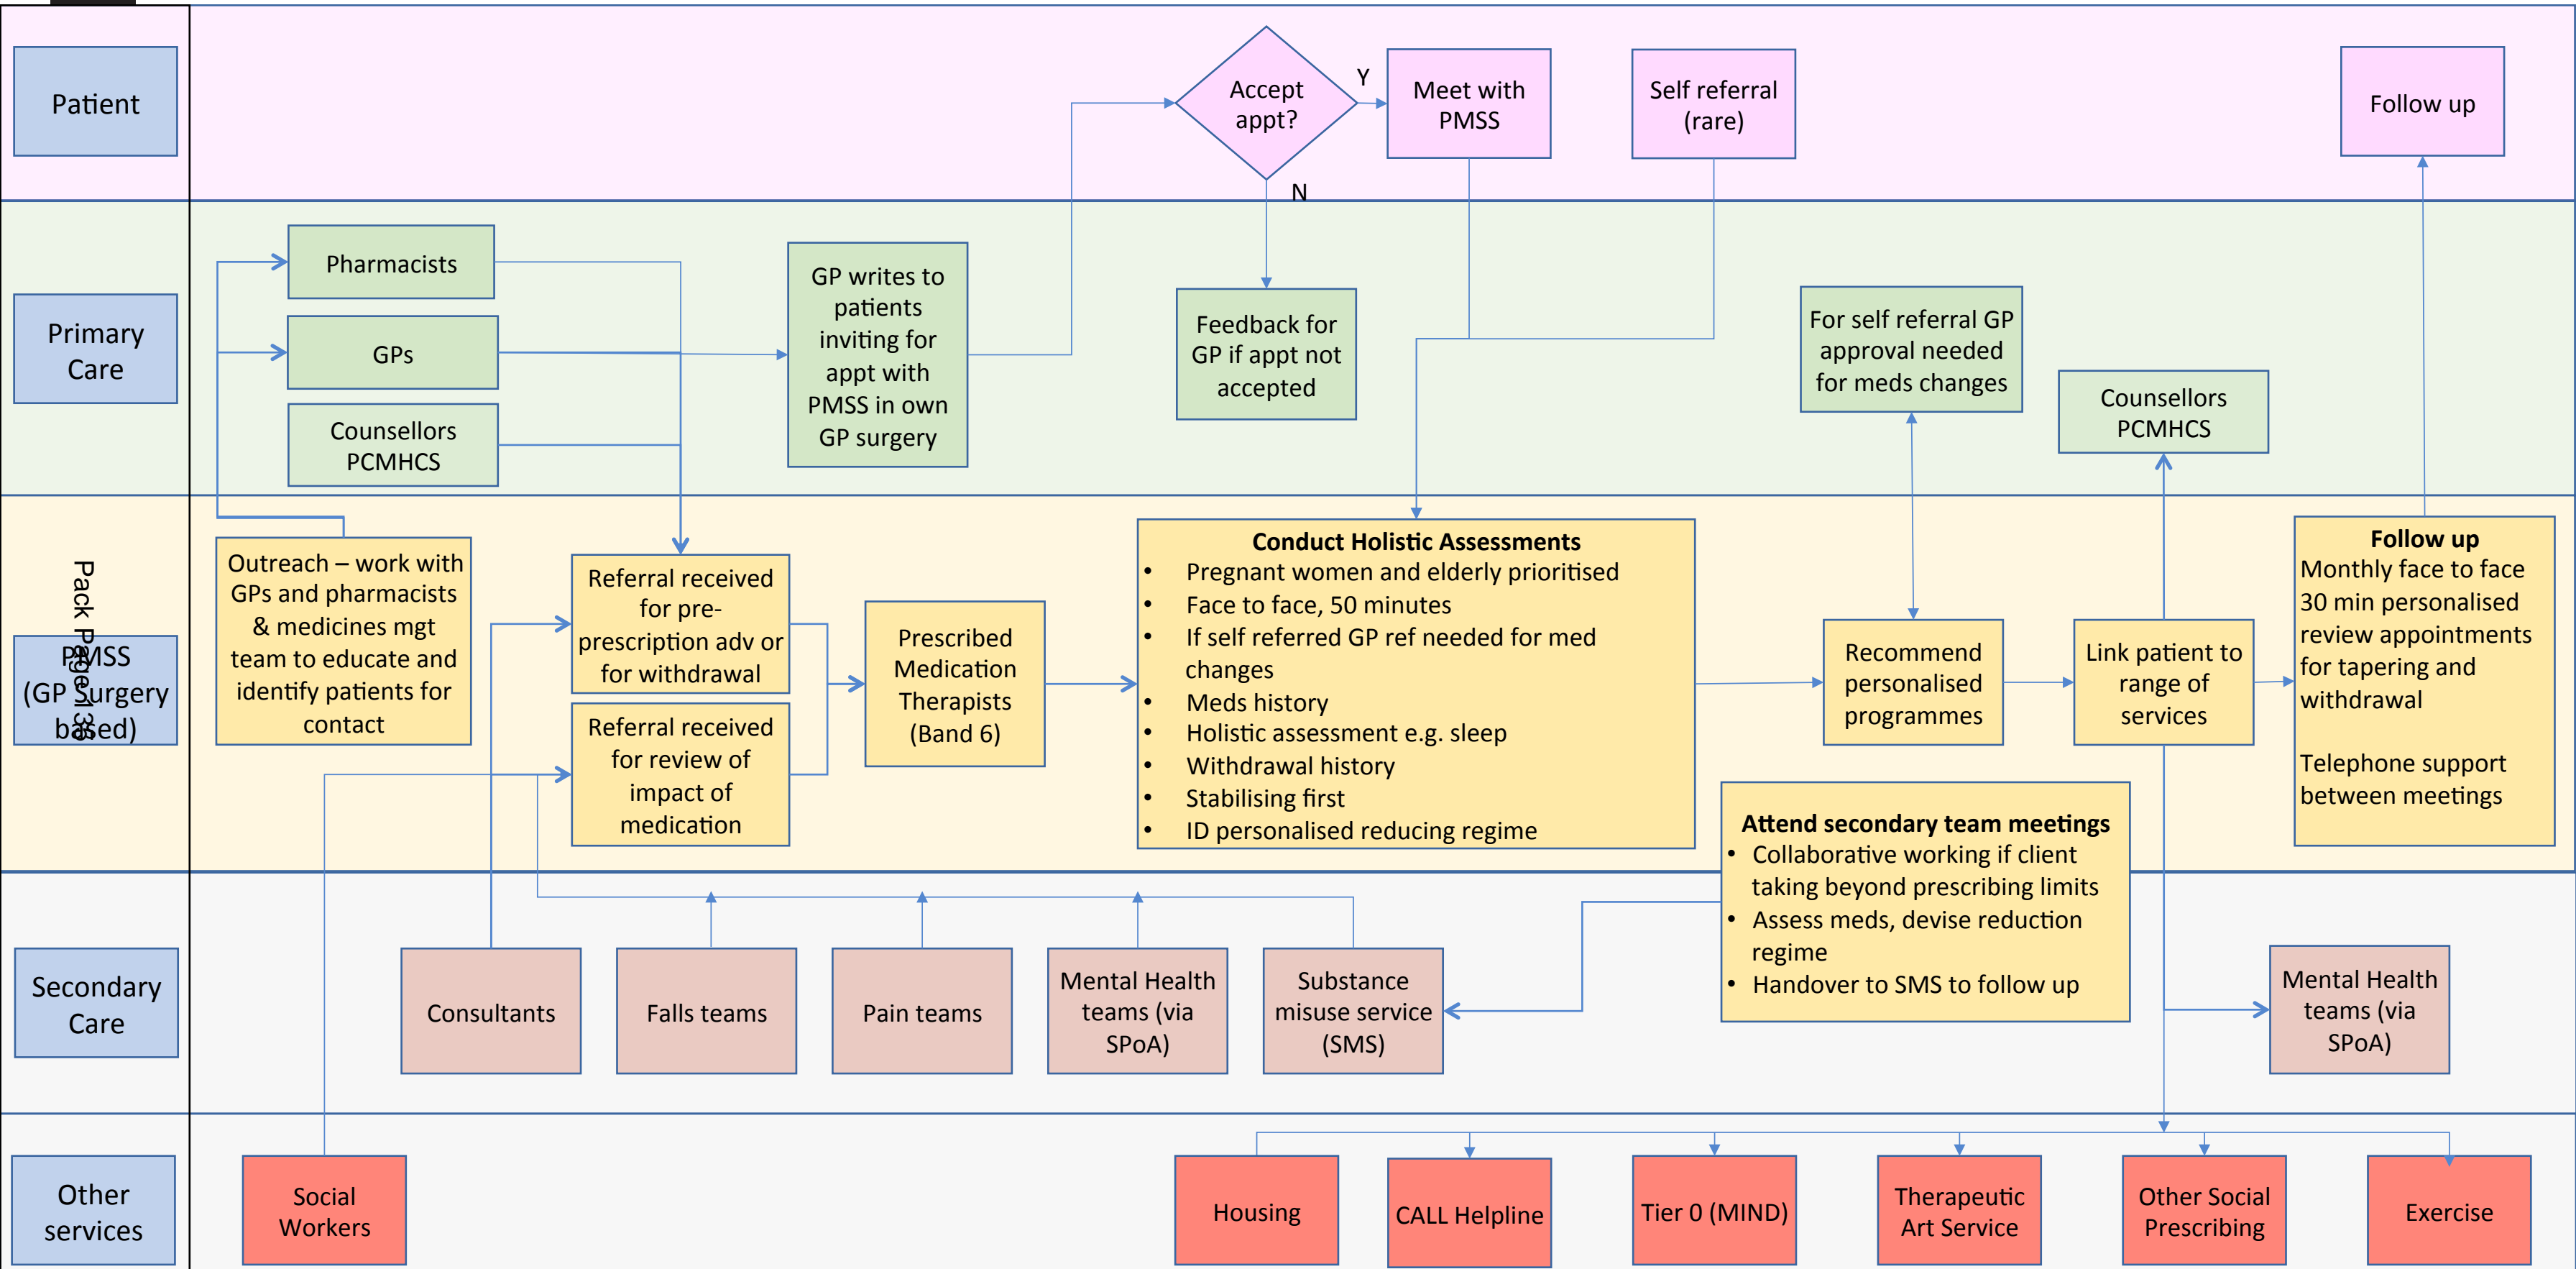 Patient
Accept
appt?
Y
N
Meet with
PMSS
Self referral
(rare)
Follow up
Primary
Care
Pharmacists
GPs
Counsellors
PCMHCS
GP writes to
patients
inviting for
appt with
PMSS in own
GP surgery
Feedback for
GP if appt not
accepted
For self referral GP
approval needed
for meds changes
Counsellors
PCMHCS
PMSS
(GP Surgery
based)
Outreach – work with
GPs and pharmacists
& medicines mgt
team to educate and
identify patients for
contact
Referral received
for pre-
prescription adv or
for withdrawal
Referral received
for review of
impact of
medication
Prescribed
Medication
Therapists
(Band 6)
Conduct Holistic Assessments
• Pregnant women and elderly prioritised
• Face to face, 50 minutes
• If self referred GP ref needed for med
changes
• Meds history
• Holistic assessment e.g. sleep
• Withdrawal history
• Stabilising first
• ID personalised reducing regime
Recommend
personalised
programmes
Link patient to
range of
services
Follow up
Monthly face to face
30 min personalised
review appointments
for tapering and
withdrawal
Telephone support
between meetings
Attend secondary team meetings
• Collaborative working if client
taking beyond prescribing limits
• Assess meds, devise reduction
regime
• Handover to SMS to follow up
Secondary
Care
Consultants
Falls teams
Pain teams
Mental Health
teams (via
SPoA)
Substance
misuse service
(SMS)
Mental Health
teams (via
SPoA)
Other
services
Social
Workers
Housing
CALL Helpline
Tier 0 (MIND)
Therapeutic
Art Service
Other Social
Prescribing
Exercise
Pack Page